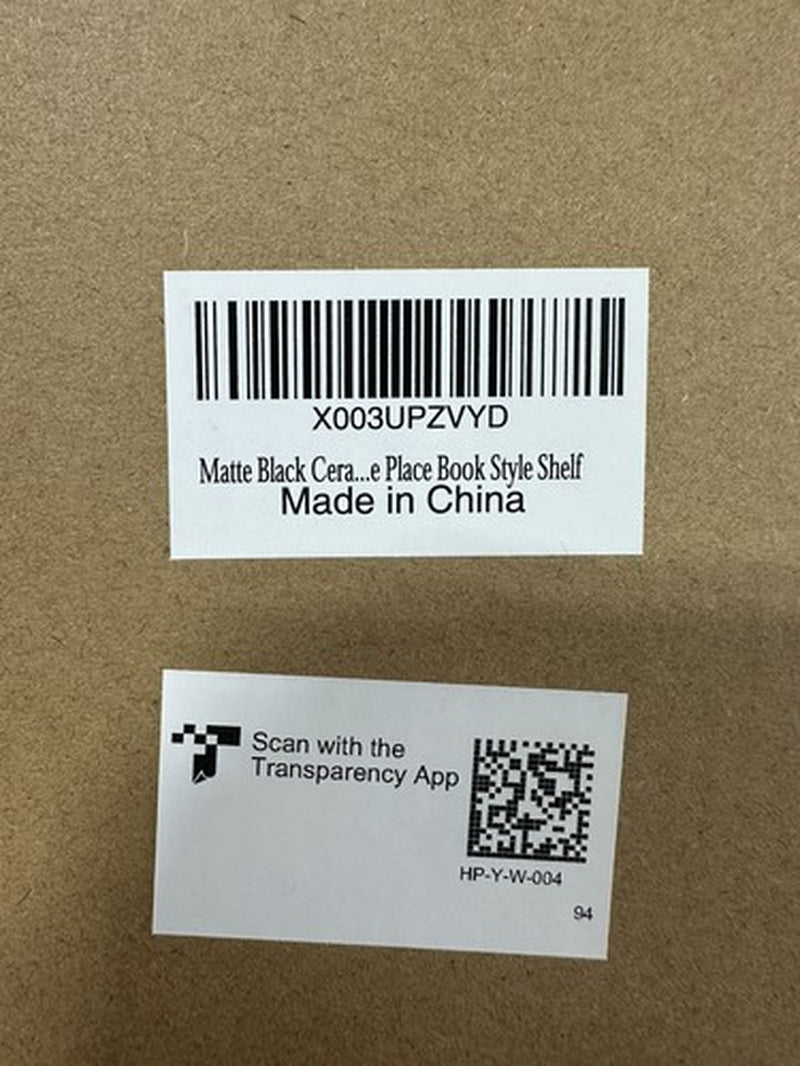 X003UPZVYD
Matte Black Cera...e Place Book Style Shelf
Made in China
Scan with the
Transparency App
HP-Y-W-004
94